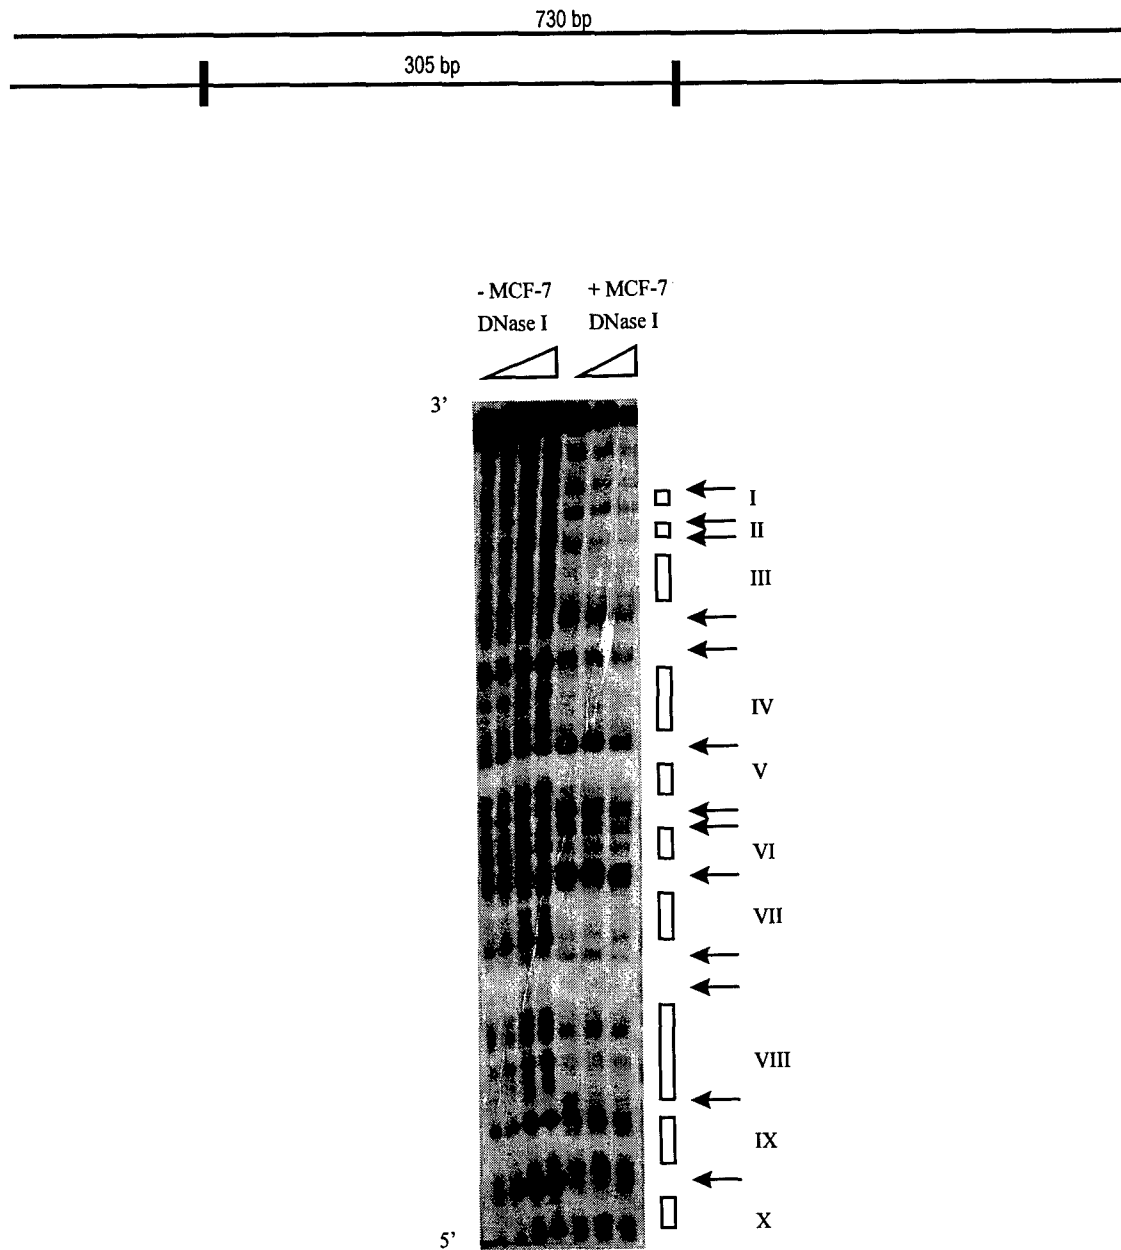 730 bp
305 bp
- MCF-7 + MCF-7
DNase I DNase I
3'
I
II
III
IV
V
VI
VII
VIII
IX
X
5'